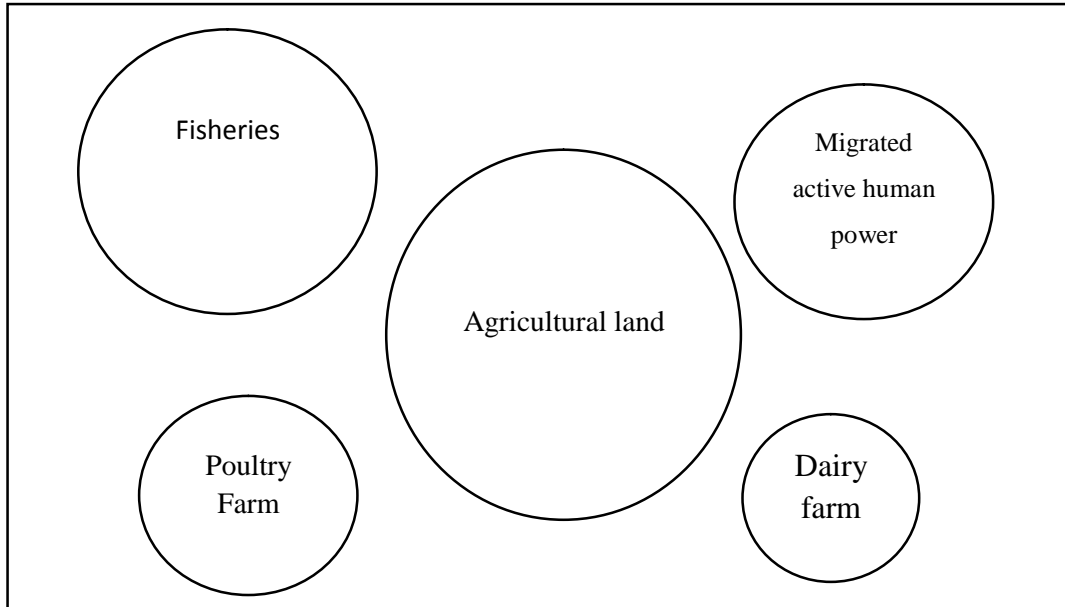 Fisheries
Migrated
active human
power
Agricultural land
Poultry
Farm
Dairy
farm